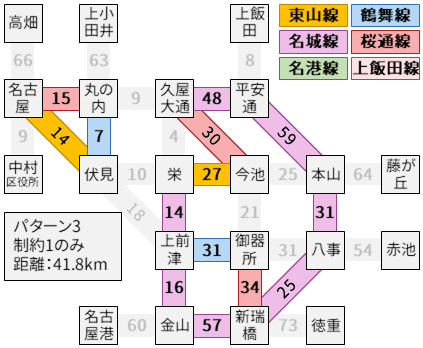 高畑
上小
田井
上飯
田
東山線
鶴舞線
名城線
桜通線
名港線
上飯田線
66
63
8
名古
屋
15
丸の
内
9
久屋
大通
48
平安
通
9
14
7
4
30
59
中村
区役所
伏見
10
栄
27
今池
25
本山
64
藤が
丘
18
14
21
31
パターン3
制約1のみ
距離:41.8km
上前
津
31
御器
所
31
八事
54
赤池
16
34
25
名古
屋港
60
金山
57
新瑞
橋
73
徳重